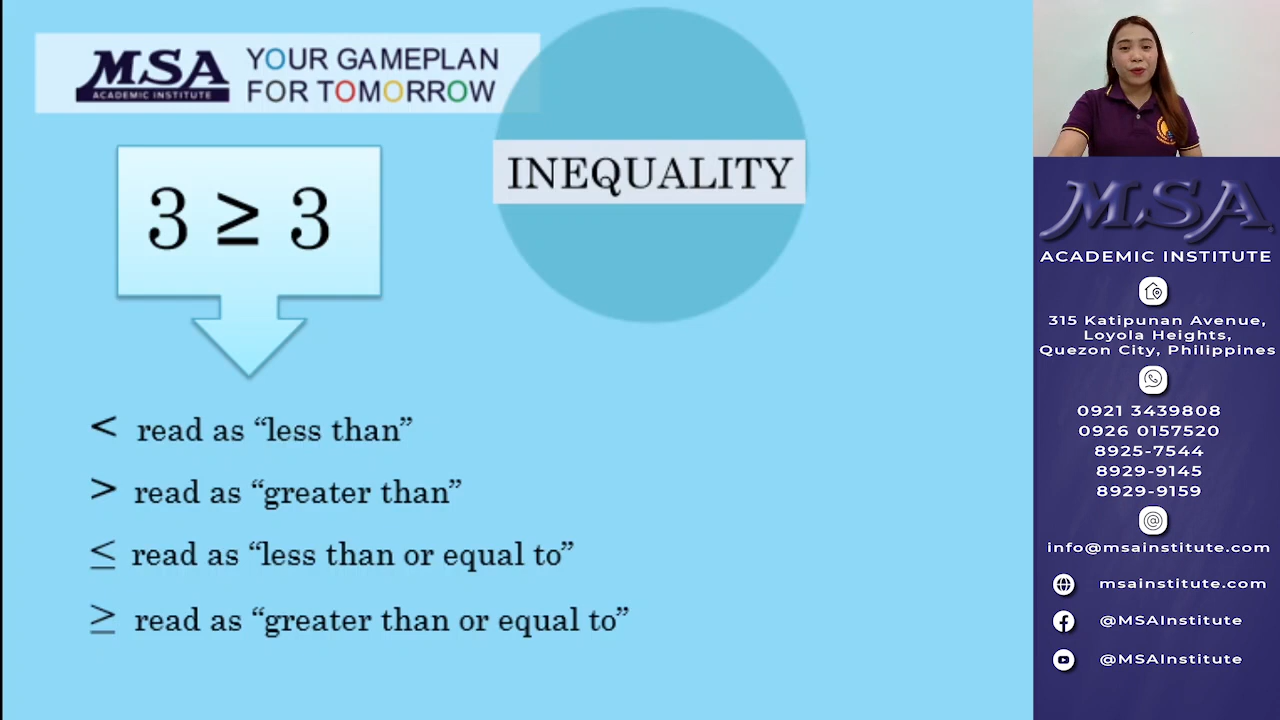 MSA
ACADEMIC INSTITUTE
YOUR GAMEPLAN
FOR TOMORROW
INEQUALITY
3 ≥ 3
< read as “less than”
> read as “greater than”
≤ read as “less than or equal to”
≥ read as “greater than or equal to”
MSA
ACADEMIC INSTITUTE
315 Katipunan Avenue,
Loyola Heights,
Quezon City, Philippines
0921 3439808
0926 0157520
8925-7544
8929-9145
8929-9159
info@msainstitute.com
msainstitute.com
@MSAInstitute
@MSAInstitute